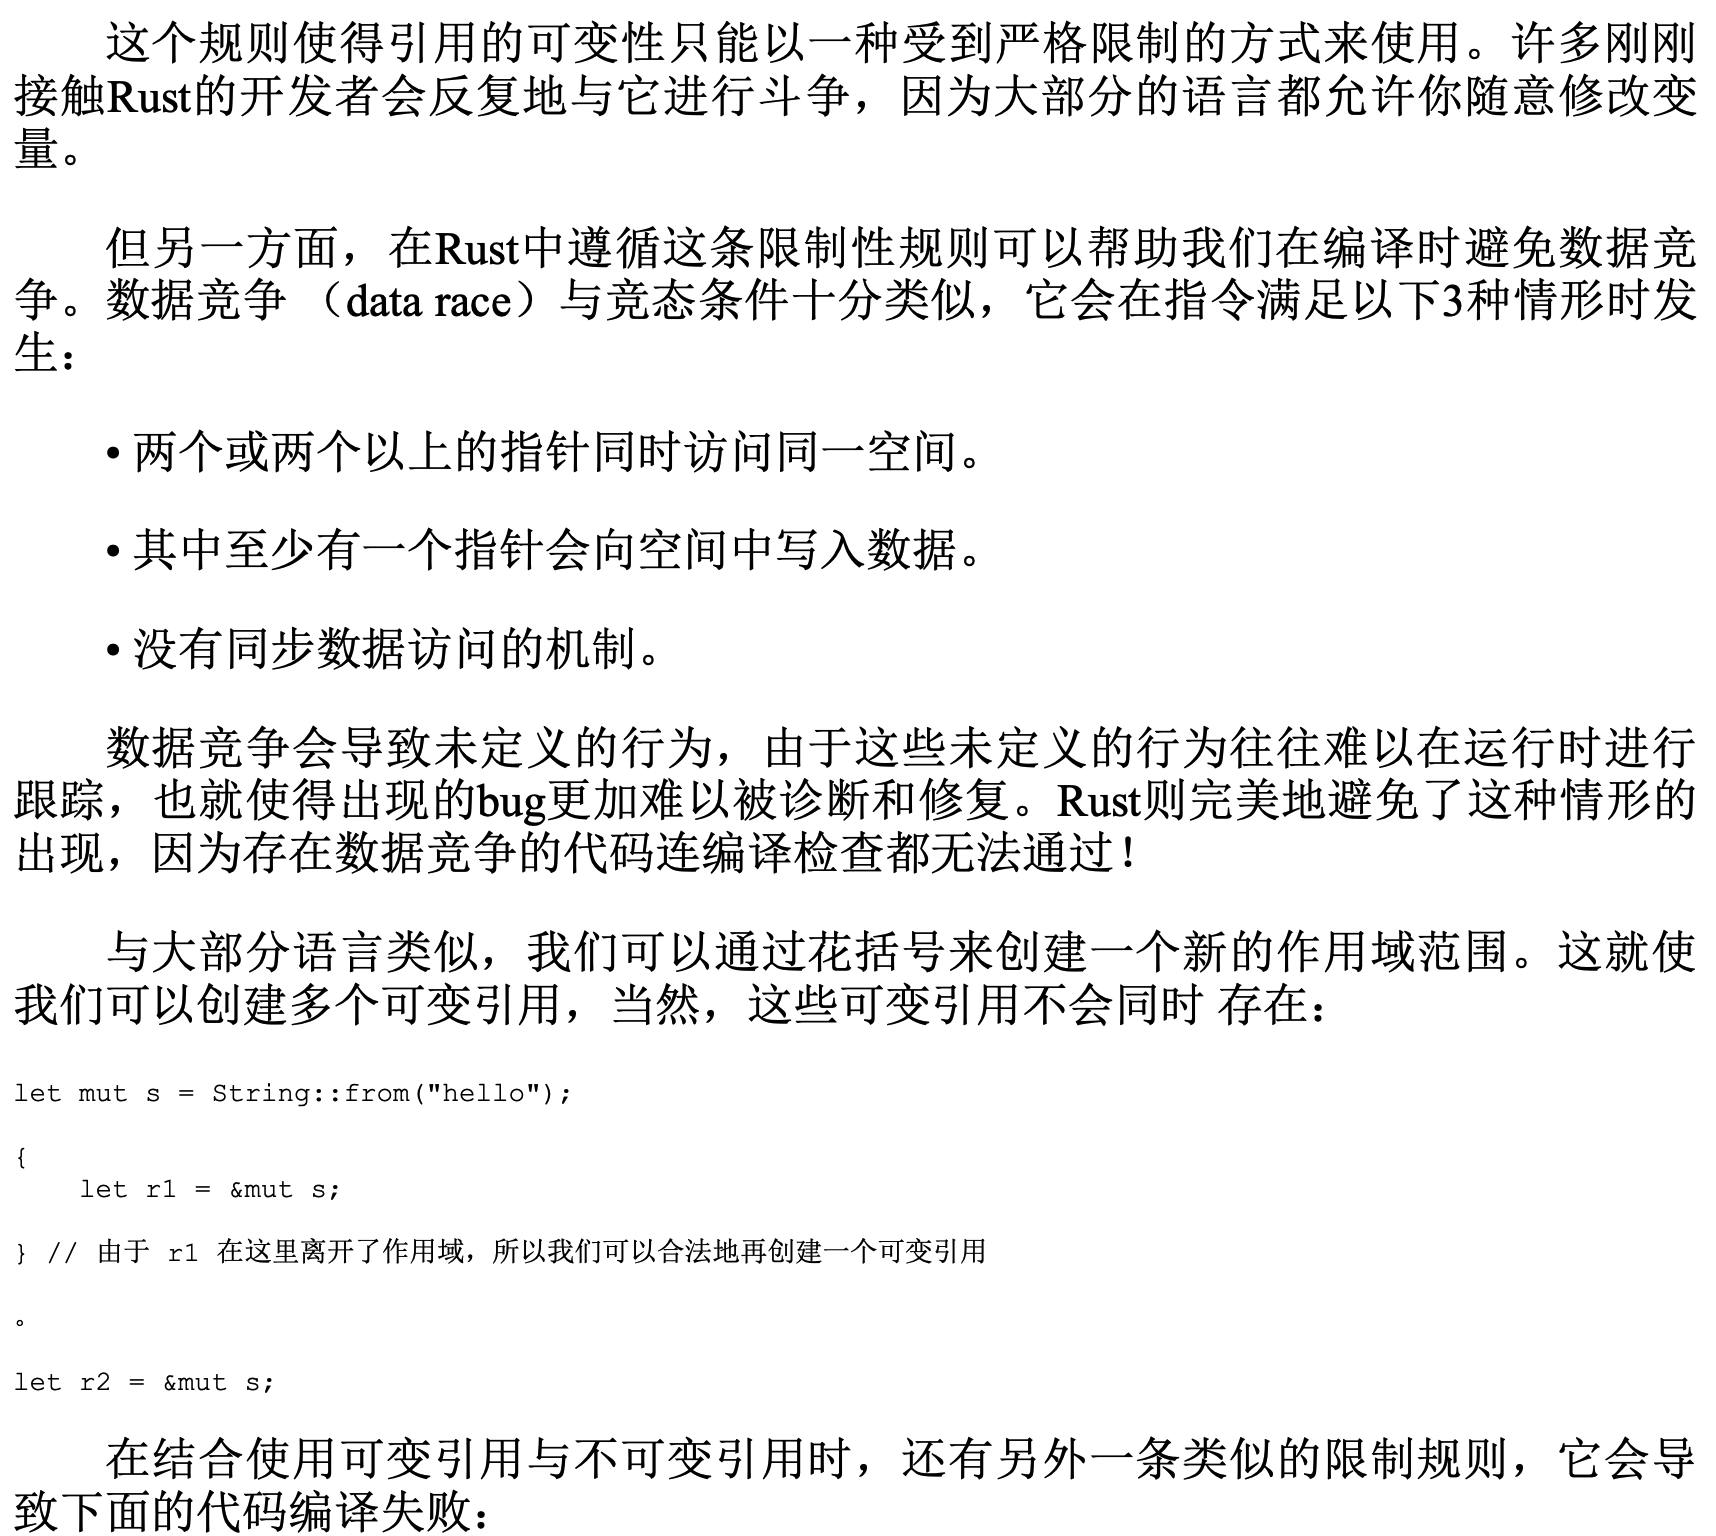 这个规则使得引用的可变性只能以一种受到严格限制的方式来使用。许多刚刚
接触Rust的开发者会反复地与它进行斗争，因为大部分的语言都允许你随意修改变
量。
但另一方面，在Rust中遵循这条限制性规则可以帮助我们在编译时避免数据竞
争。数据竞争 （data race）与竞态条件十分类似，它会在指令满足以下3种情形时发
生：
• 两个或两个以上的指针同时访问同一空间。
• 其中至少有一个指针会向空间中写入数据。
• 没有同步数据访问的机制。
数据竞争会导致未定义的行为，由于这些未定义的行为往往难以在运行时进行
跟踪，也就使得出现的bug更加难以被诊断和修复。Rust则完美地避免了这种情形的
出现，因为存在数据竞争的代码连编译检查都无法通过！
与大部分语言类似，我们可以通过花括号来创建一个新的作用域范围。这就使
我们可以创建多个可变引用，当然，这些可变引用不会同时 存在：
let mut s = String::from("hello");
{
    let r1 = &mut s;
} // 由于 r1 在这里离开了作用域，所以我们可以合法地再创建一个可变引用
。
let r2 = &mut s;
在结合使用可变引用与不可变引用时，还有另外一条类似的限制规则，它会导
致下面的代码编译失败：